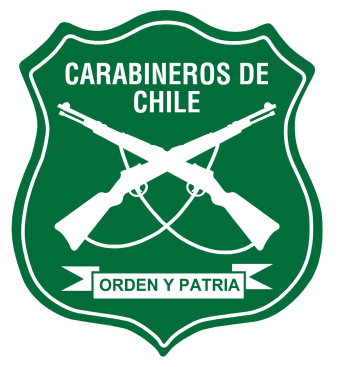 CARABINEROS DE
CHILE
ORDEN Y PATRIA